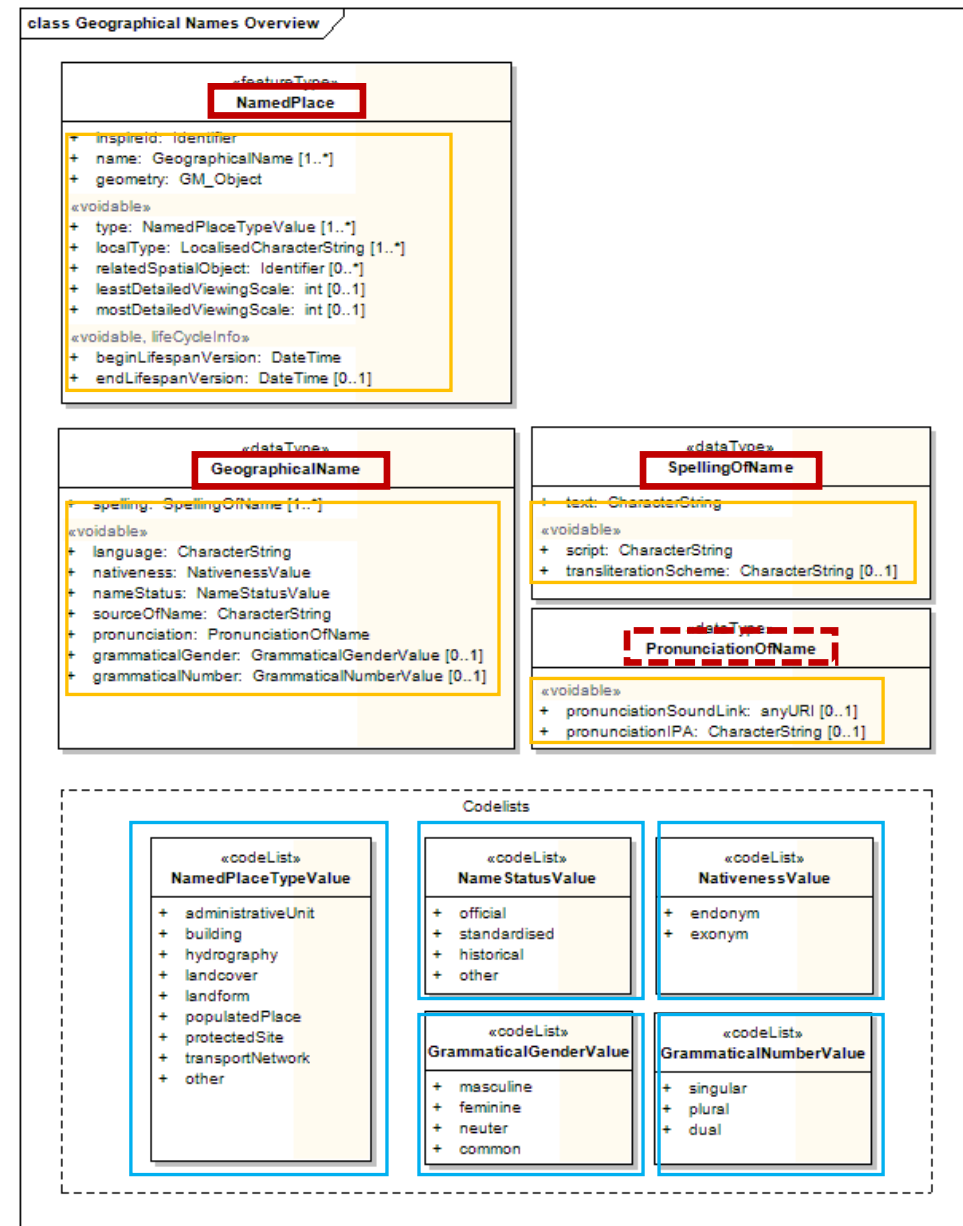 class Geographical Names Overview
«featureType»
NamedPlace
+ inspireId: Identifier
+ name: GeographicalName [1..*]
+ geometry: GM_Object
«voidable»
+ type: NamedPlaceTypeValue [1..*]
+ localType: LocalisedCharacterString [1..*]
+ relatedSpatialObject: Identifier [0..*]
+ leastDetailedViewingScale: int [0..1]
+ mostDetailedViewingScale: int [0..1]
«voidable, lifeCycleInfo»
+ beginLifespanVersion: DateTime
+ endLifespanVersion: DateTime [0..1]
«dataType»
GeographicalName
+ spelling: SpellingOfName [1..*]
«voidable»
+ language: CharacterString
+ nativeness: NativenessValue
+ nameStatus: NameStatusValue
+ sourceOfName: CharacterString
+ pronunciation: PronunciationOfName
+ grammaticalGender: GrammaticalGenderValue [0..1]
+ grammaticalNumber: GrammaticalNumberValue [0..1]
«dataType»
SpellingOfName
+ text: CharacterString
«voidable»
+ script: CharacterString
+ transliterationScheme: CharacterString [0..1]
«dataType»
PronunciationOfName
«voidable»
+ pronunciationSoundLink: anyURI [0..1]
+ pronunciationIPA: CharacterString [0..1]
Codelists
«codeList»
NamedPlaceTypeValue
+ administrativeUnit
+ building
+ hydrography
+ landcover
+ landform
+ populatedPlace
+ protectedSite
+ transportNetwork
+ other
«codeList»
NameStatusValue
+ official
+ standardised
+ historical
+ other
«codeList»
NativenessValue
+ endonym
+ exonym
«codeList»
GrammaticalGenderValue
+ masculine
+ feminine
+ neuter
+ common
«codeList»
GrammaticalNumberValue
+ singular
+ plural
+ dual